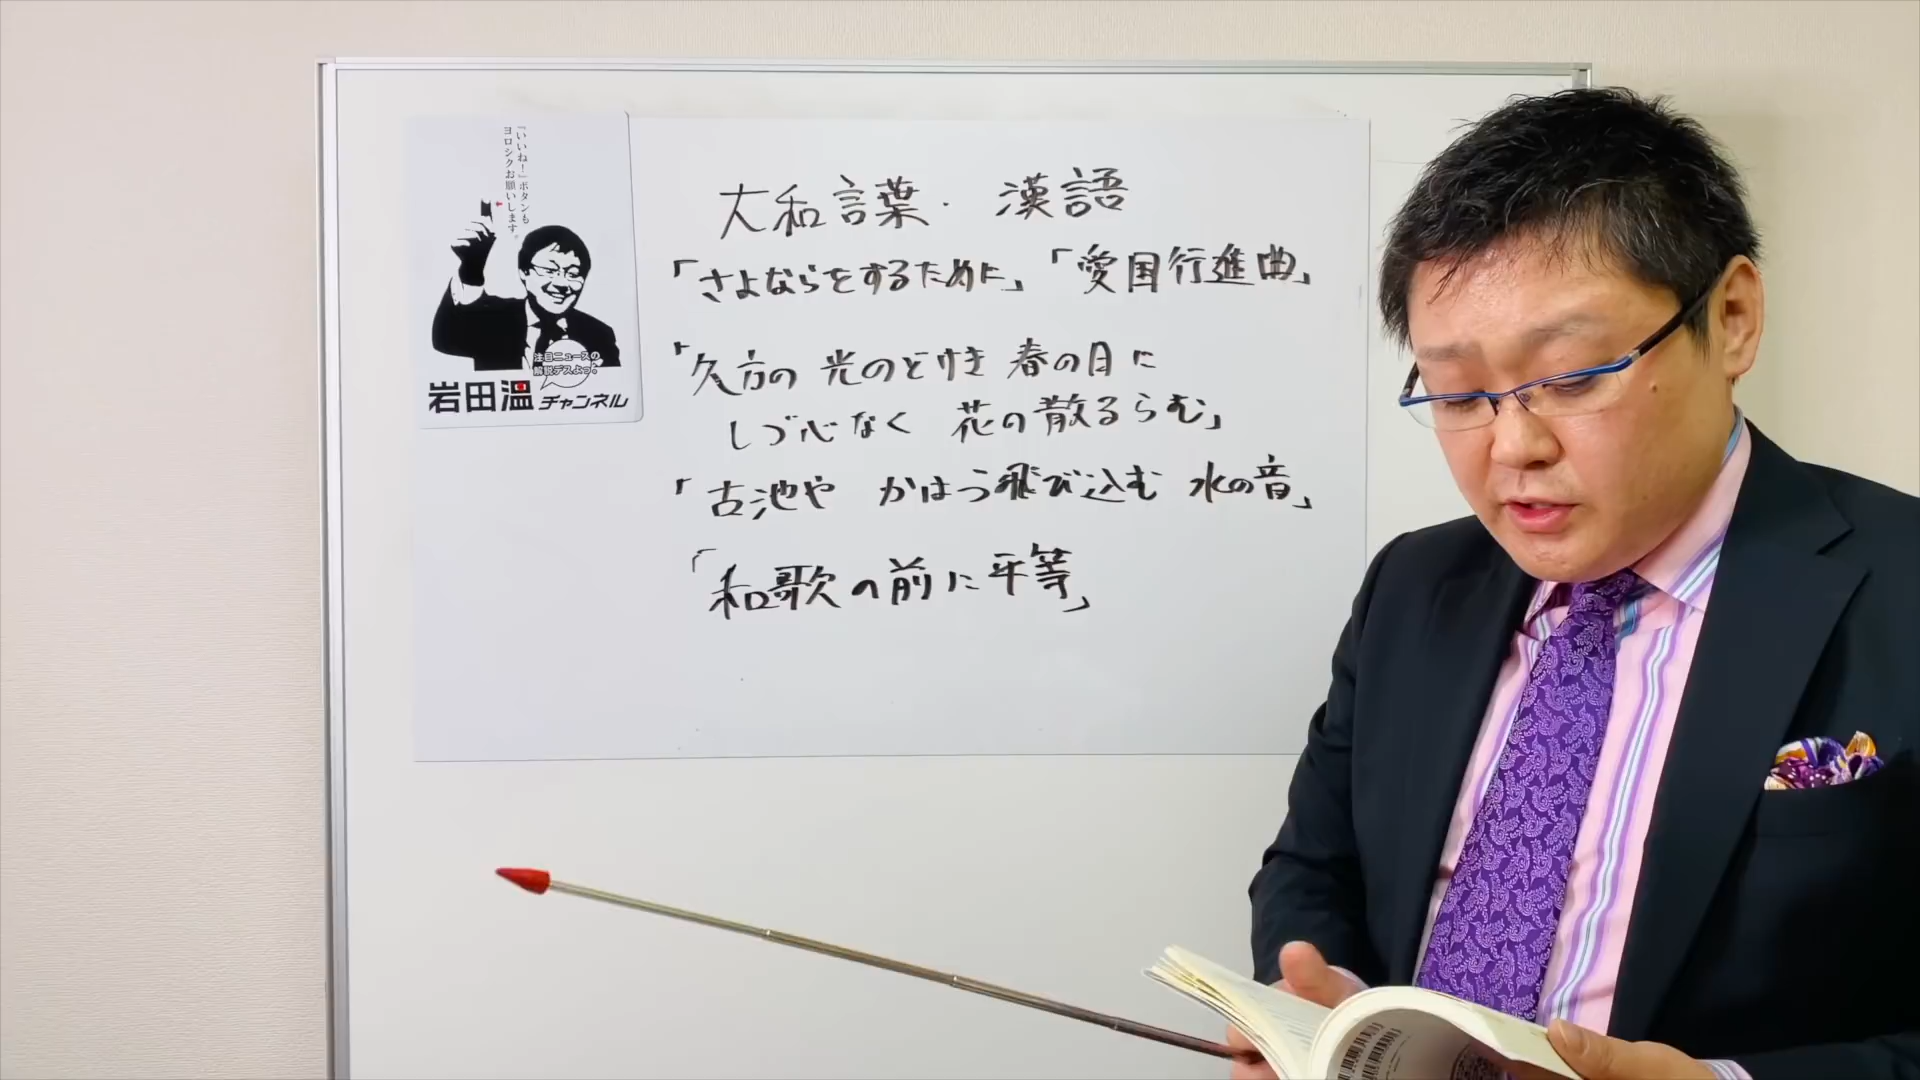 「いいね！」ボタンも
ヨロシクお願いします。
注目ニュースの
解説デスよっ。
岩田温チャンネル
大和言葉・漢語
「さよならをするために」「愛国行進曲」
「久方の 光のどけき 春の日に
しづ心なく 花の散るらむ」
「古池や かはづ飛び込む 水の音」
「和歌の前に平等」